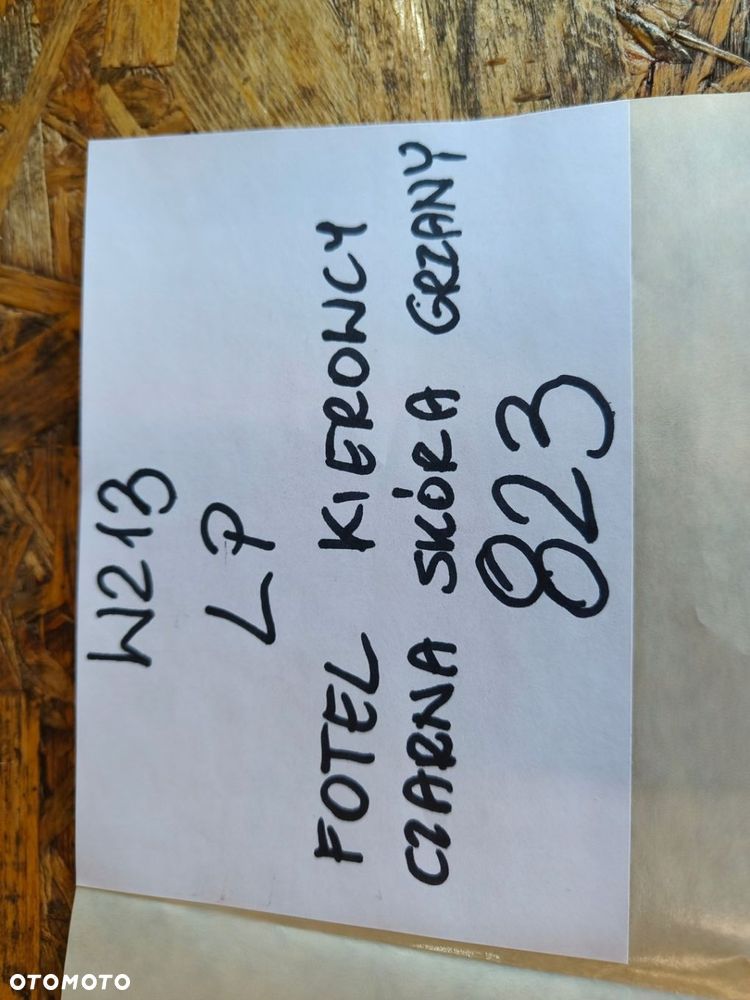 W213
LP
FOTEL KIEROWCY
CZARNA SKÓRA GRZANY
823
OTOMOTO